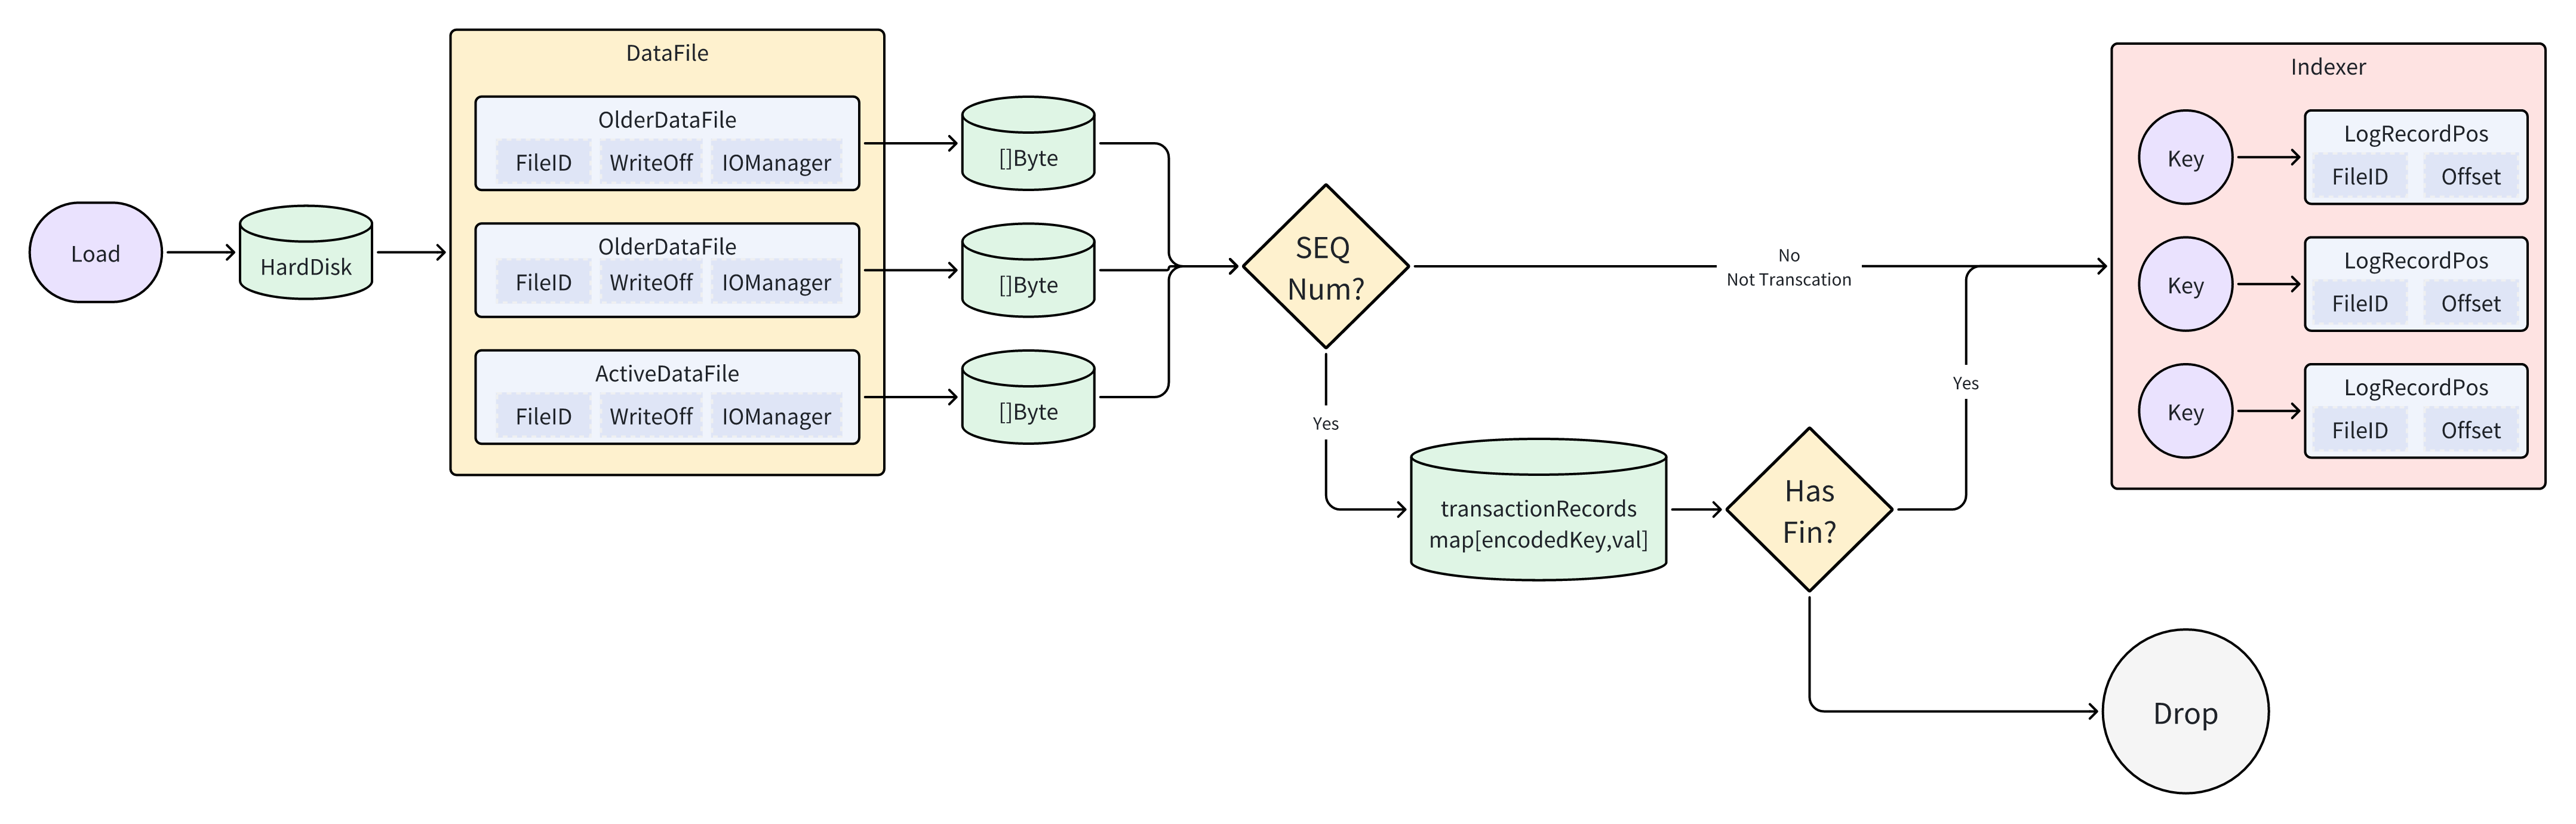 Load
HardDisk
DataFile
OlderDataFile
FileID WriteOff IOManager
OlderDataFile
FileID WriteOff IOManager
ActiveDataFile
FileID WriteOff IOManager
[]Byte
[]Byte
[]Byte
SEQ
Num?
No
Not Transcation
Yes
transactionRecords
map[encodedKey,val]
Has
Fin?
Yes
Drop
Indexer
Key
LogRecordPos
FileID Offset
Key
LogRecordPos
FileID Offset
Key
LogRecordPos
FileID Offset